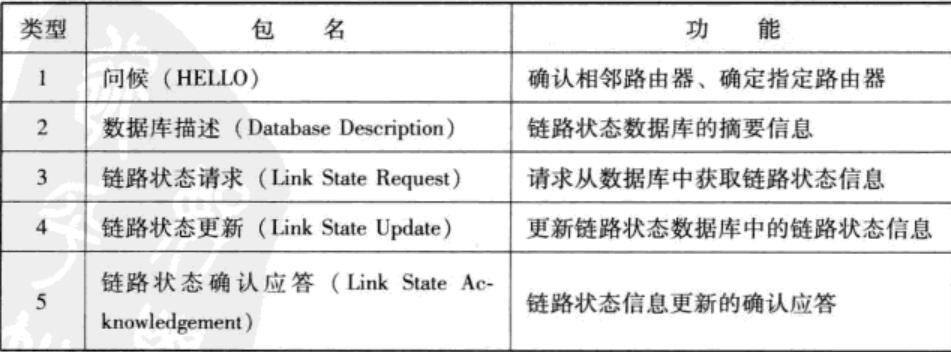 类型 包 名 功 能
1 问候（HELLO） 确认相邻路由器、确定指定路由器
2 数据库描述（Database Description） 链路状态数据库的摘要信息
3 链路状态请求（Link State Request） 请求从数据库中获取链路状态信息
4 链路状态更新（Link State Update） 更新链路状态数据库中的链路状态信息
5 链路状态确认应答（Link State Ac-
knowledgement） 链路状态信息更新的确认应答